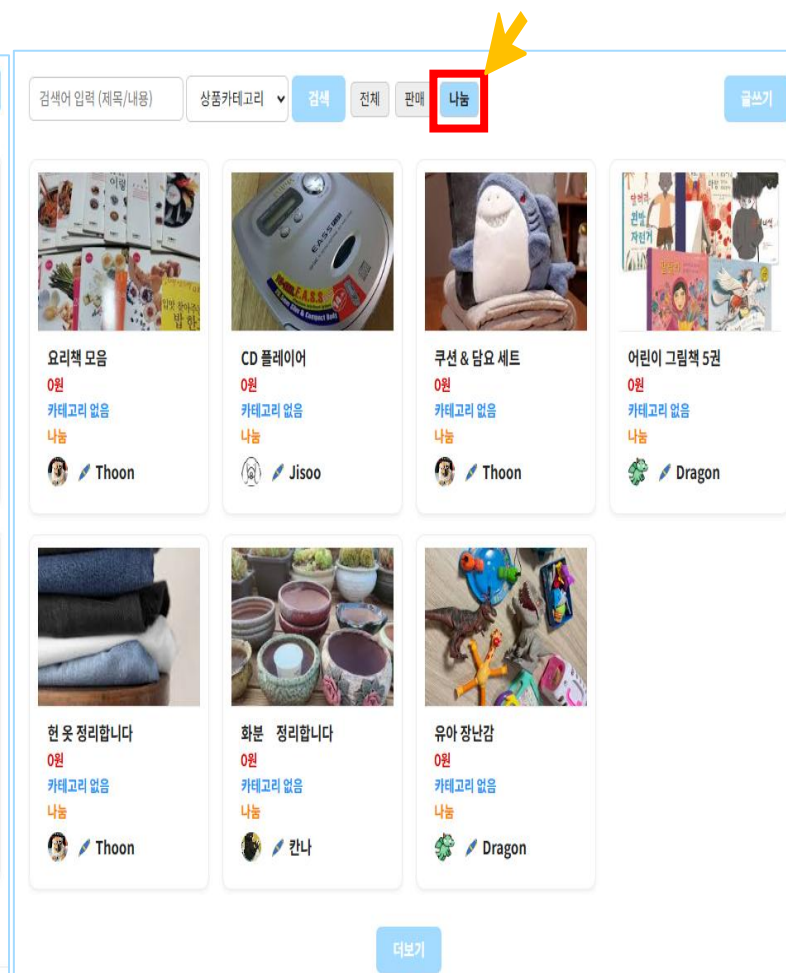 검색어 입력 (제목/내용) 상품카테고리 검색 전체 판매 나눔 글쓰기
요리책 모음
0원
카테고리 없음
나눔
Thoon
CD 플레이어
0원
카테고리 없음
나눔
Jisoo
쿠션 & 담요 세트
0원
카테고리 없음
나눔
Thoon
어린이 그림책 5권
0원
카테고리 없음
나눔
Dragon
헌 옷 정리합니다
0원
카테고리 없음
나눔
Thoon
화분 정리합니다
0원
카테고리 없음
나눔
칸나
유아 장난감
0원
카테고리 없음
나눔
Dragon
더보기